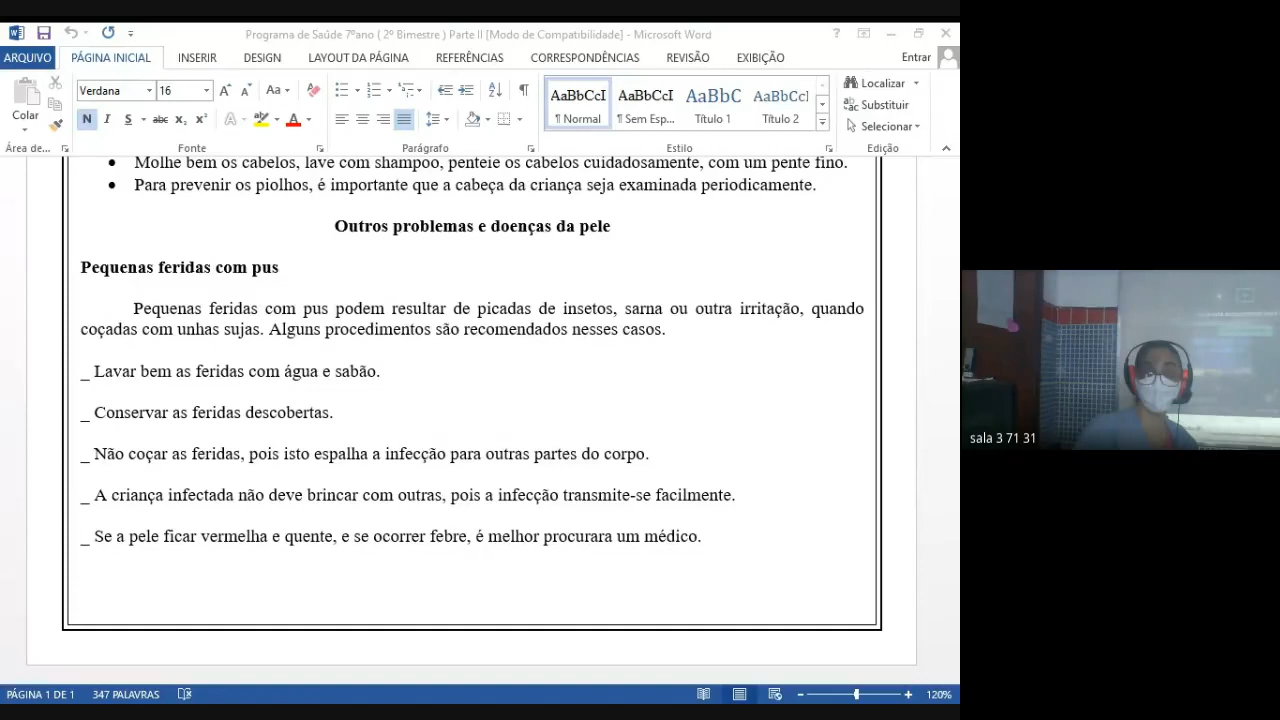 Programa de Saúde 7ºano ( 2º Bimestre ) Parte II [Modo de Compatibilidade] - Microsoft Word
ARQUIVO PÁGINA INICIAL INSERIR DESIGN LAYOUT DA PÁGINA REFERÊNCIAS CORRESPONDÊNCIAS REVISÃO EXIBIÇÃO Entrar
Verdana 16 Aa
Colar
N I S abc x₂ x² A A
AaBbCcI AaBbCcI AaBbC AaBbCcI
¶ Normal ¶ Sem Esp... Título 1 Título 2
Localizar
Substituir
Selecionar
Área de... Fonte Parágrafo Estilo Edição
• Molhe bem os cabelos, lave com shampoo, penteie os cabelos cuidadosamente, com um pente fino.
• Para prevenir os piolhos, é importante que a cabeça da criança seja examinada periodicamente.
Outros problemas e doenças da pele
Pequenas feridas com pus
Pequenas feridas com pus podem resultar de picadas de insetos, sarna ou outra irritação, quando
coçadas com unhas sujas. Alguns procedimentos são recomendados nesses casos.
_ Lavar bem as feridas com água e sabão.
_ Conservar as feridas descobertas.
_ Não coçar as feridas, pois isto espalha a infecção para outras partes do corpo.
_ A criança infectada não deve brincar com outras, pois a infecção transmite-se facilmente.
_ Se a pele ficar vermelha e quente, e se ocorrer febre, é melhor procurara um médico.
PÁGINA 1 DE 1 347 PALAVRAS 120%
sala 3 71 31